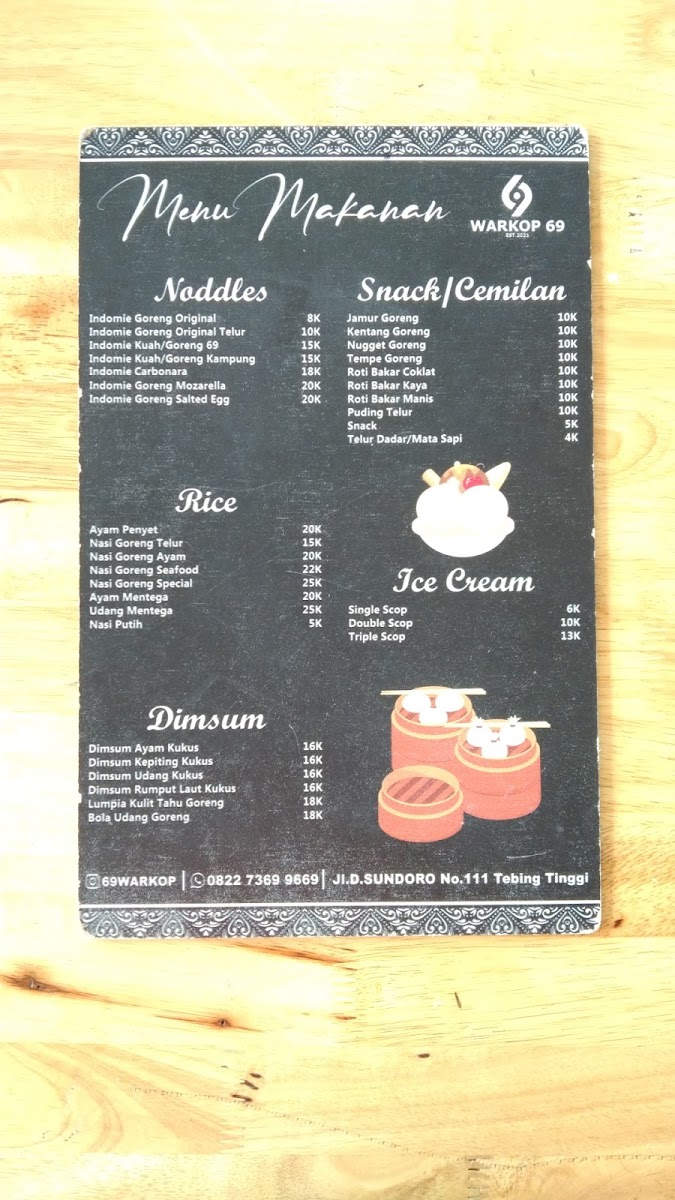 Menu Makanan
WARKOP 69
EST.2021
Noddles
Indomie Goreng Original 8K
Indomie Goreng Original Telur 10K
Indomie Kuah/Goreng 69 15K
Indomie Kuah/Goreng Kampung 15K
Indomie Carbonara 18K
Indomie Goreng Mozarella 20K
Indomie Goreng Salted Egg 20K
Rice
Ayam Penyet 20K
Nasi Goreng Telur 15K
Nasi Goreng Ayam 20K
Nasi Goreng Seafood 22K
Nasi Goreng Special 25K
Ayam Mentega 20K
Udang Mentega 25K
Nasi Putih 5K
Dimsum
Dimsum Ayam Kukus 16K
Dimsum Kepiting Kukus 16K
Dimsum Udang Kukus 16K
Dimsum Rumput Laut Kukus 16K
Lumpia Kulit Tahu Goreng 18K
Bola Udang Goreng 18K
Snack/Cemilan
Jamur Goreng 10K
Kentang Goreng 10K
Nugget Goreng 10K
Tempe Goreng 10K
Roti Bakar Coklat 10K
Roti Bakar Kaya 10K
Roti Bakar Manis 10K
Puding Telur 10K
Snack 5K
Telur Dadar/Mata Sapi 4K
Ice Cream
Single Scop 6K
Double Scop 10K
Triple Scop 13K
69WARKOP | 0822 7369 9669 | Jl.D.SUNDORO No.111 Tebing Tinggi